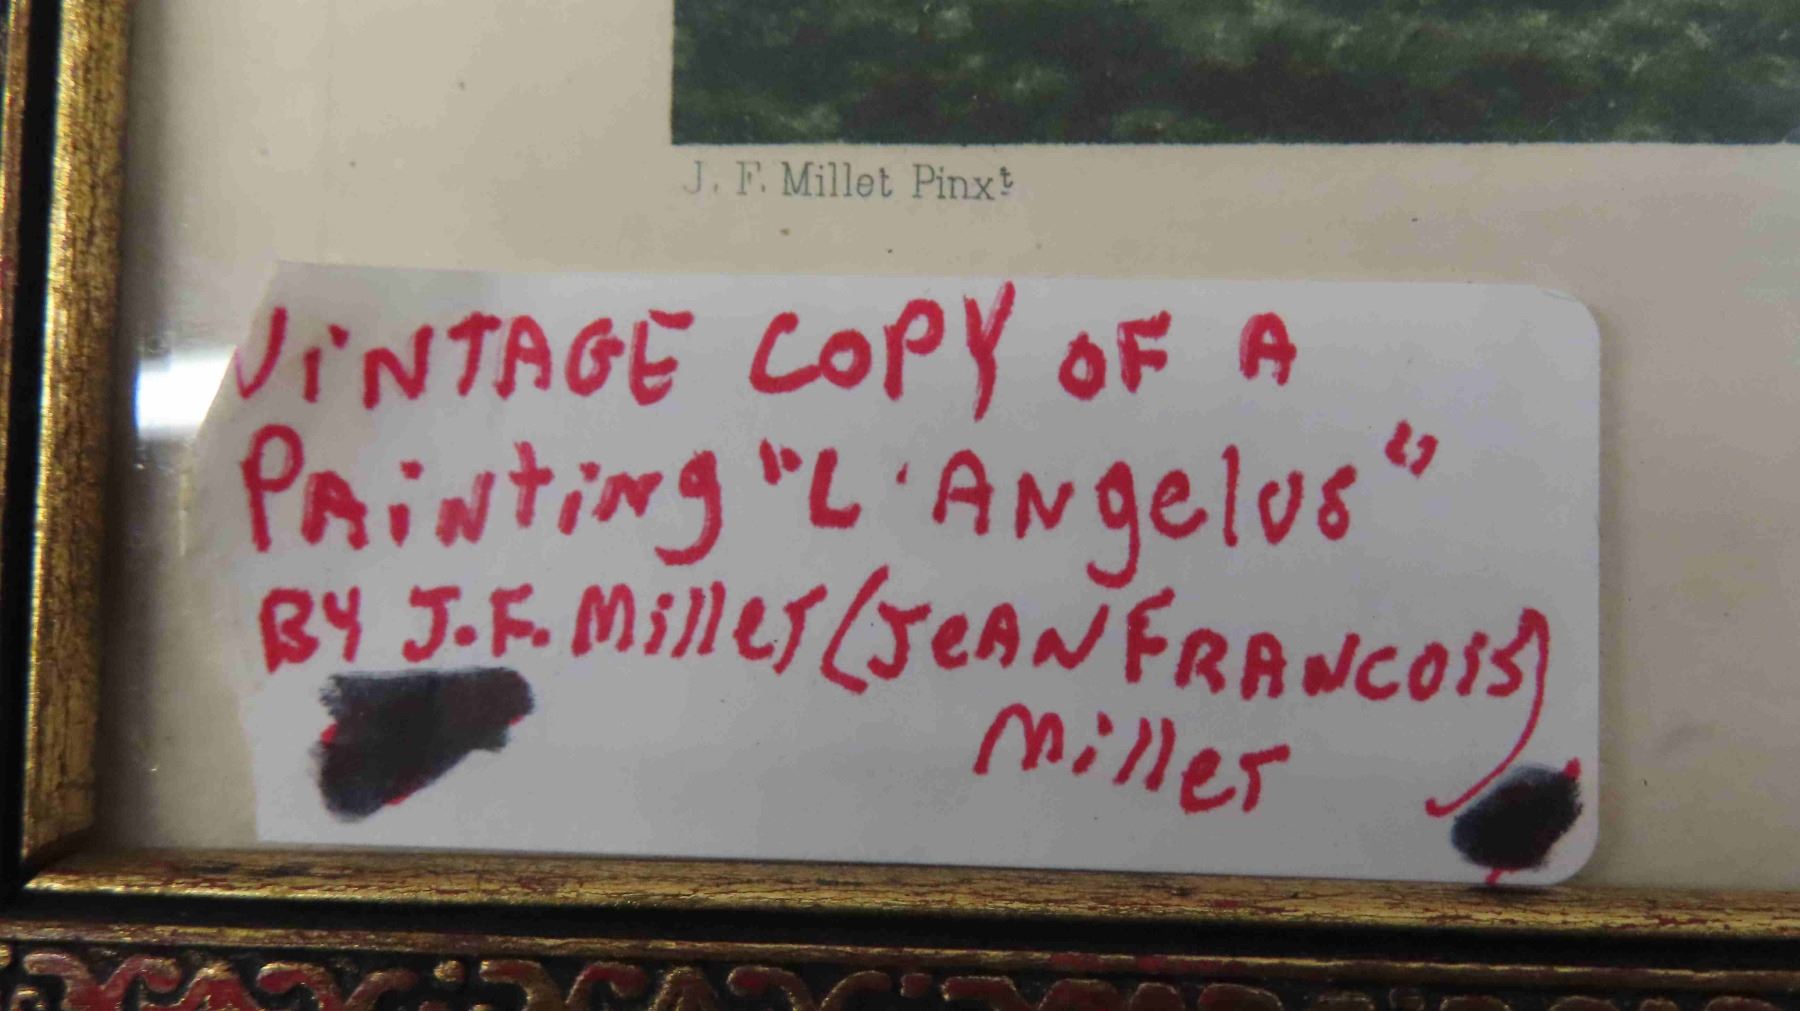 J. F. Millet Pinxt
VINTAGE COPY OF A
PAiNting "L'ANgelus"
BY J.F. Millet (JeAN FRANCOIS)
Millet